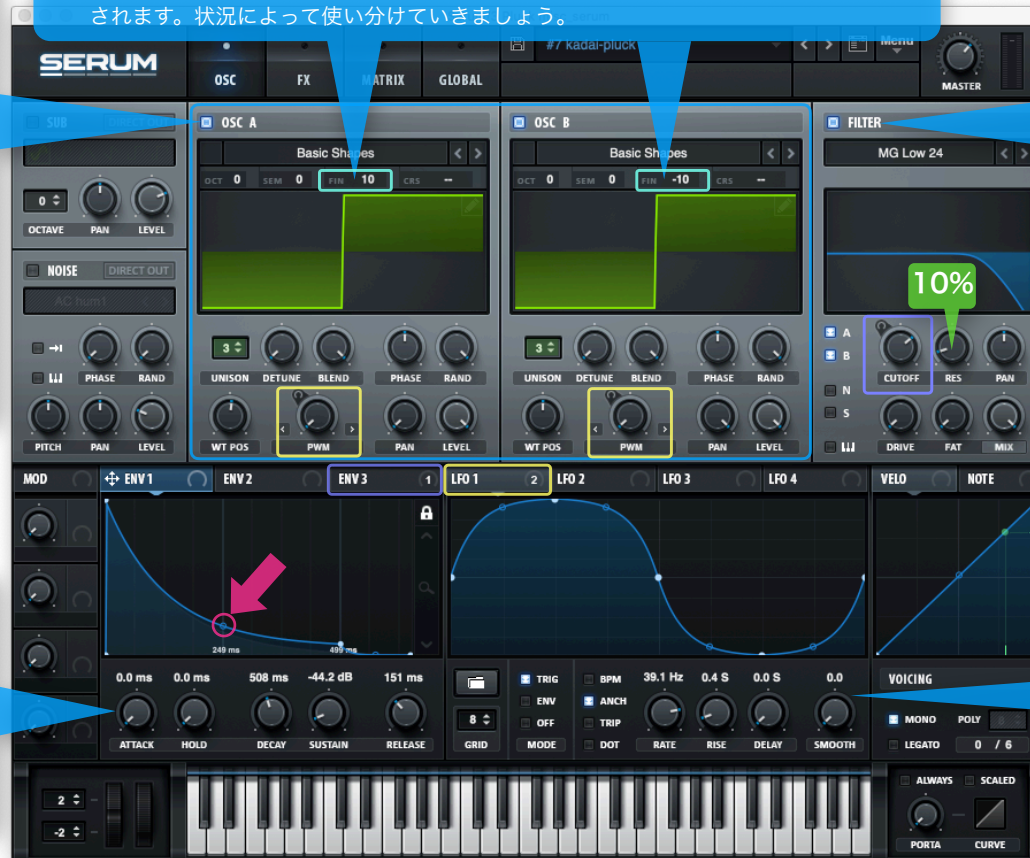 されます。状況によって使い分けていきましょう。
SERUM
OSC FX MATRIX GLOBAL
#7 kadai-pluck
Menu
MASTER
SUB DIRECT OUT
OSC A
OSC B
FILTER
Basic Shapes
Basic Shapes
MG Low 24
OCT 0 SEM 0 FIN 10 CRS --
OCT 0 SEM 0 FIN -10 CRS --
0
OCTAVE PAN LEVEL
NOISE DIRECT OUT
AC hum1
10%
A
B
N
S
3
3
PHASE RAND
UNISON DETUNE BLEND PHASE RAND
UNISON DETUNE BLEND PHASE RAND
CUTOFF RES PAN
PITCH PAN LEVEL
WT POS PWM PAN LEVEL
WT POS PWM PAN LEVEL
DRIVE FAT MIX
MOD ENV 1 ENV 2 ENV 3 1 LFO 1 2 LFO 2 LFO 3 LFO 4 VELO NOTE
249 ms 499 ms
0.0 ms 0.0 ms 508 ms -44.2 dB 151 ms
ATTACK HOLD DECAY SUSTAIN RELEASE
8
GRID
TRIG
ENV
OFF
MODE
BPM
ANCH
TRIP
DOT
39.1 Hz 0.4 S 0.0 S 0.0
RATE RISE DELAY SMOOTH
VOICING
MONO POLY 8
LEGATO 0 / 6
ALWAYS SCALED
PORTA CURVE
2
-2